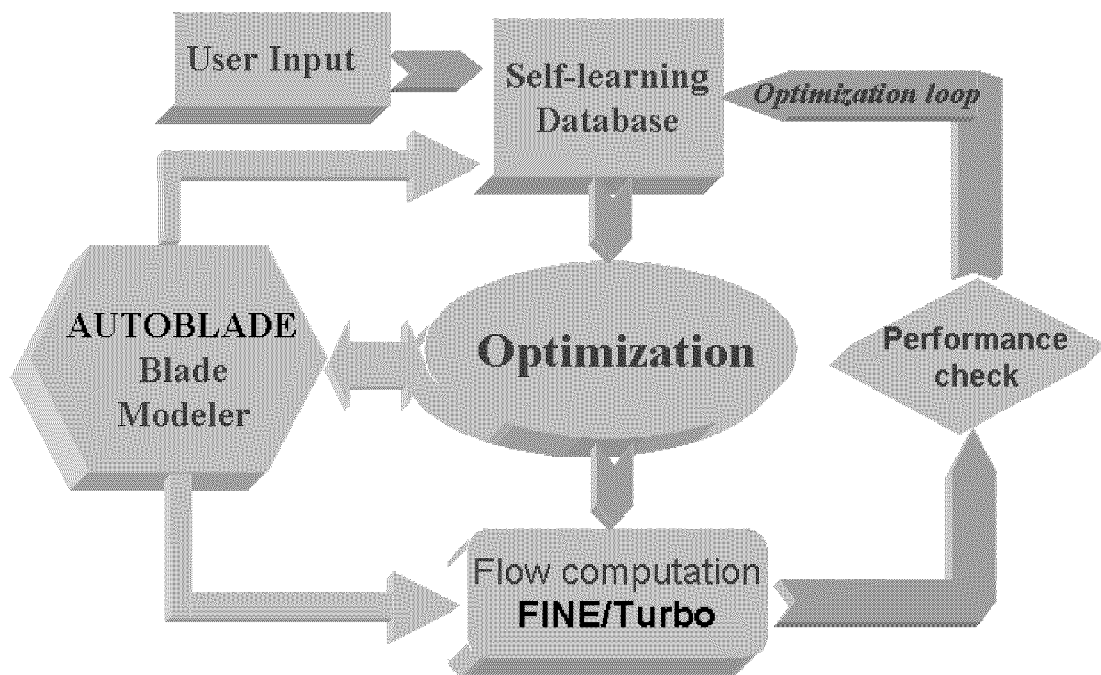 User Input
Self-learning
Database
Optimization loop
AUTOBLADE
Blade
Modeler
Optimization
Performance
check
Flow computation
FINE/Turbo